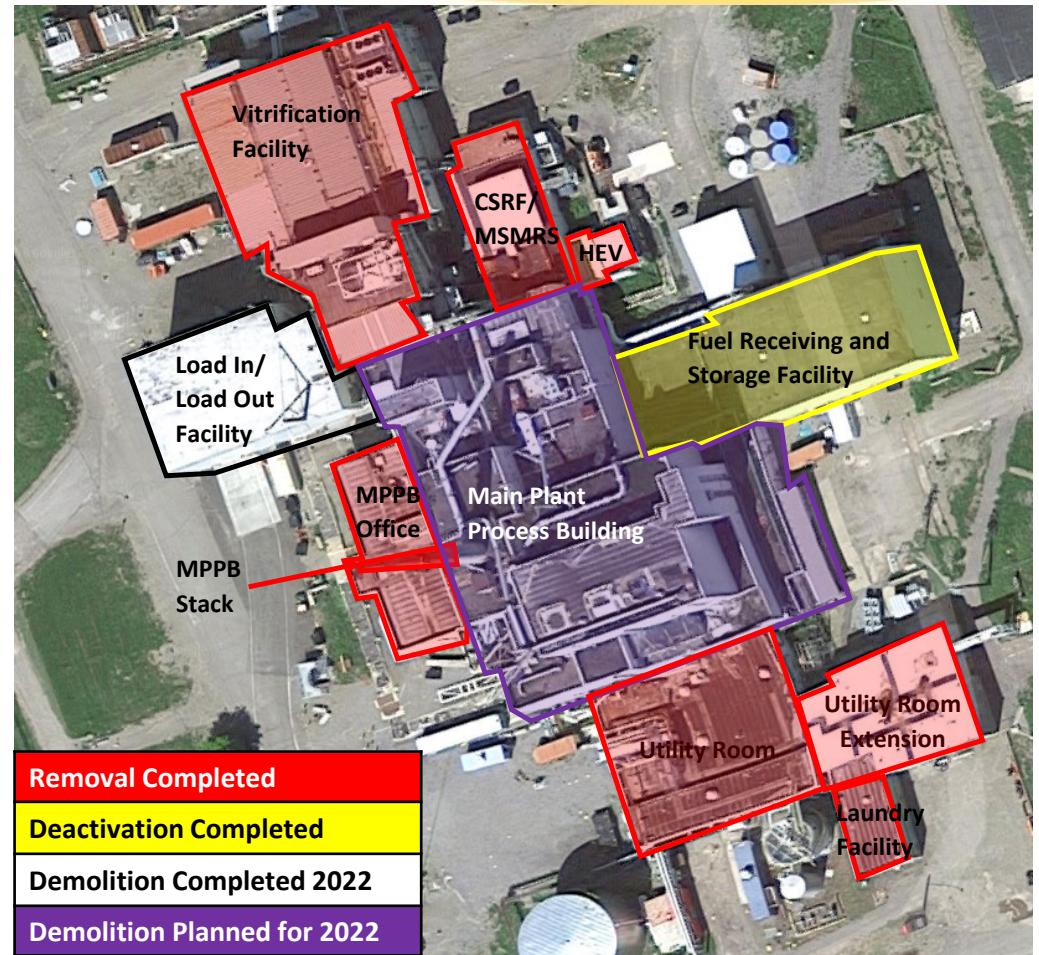 Vitrification
Facility
CSRF/
MSMRS
HEV
Fuel Receiving and
Storage Facility
Load In/
Load Out
Facility
MPPB
Office
Main Plant
Process Building
MPPB
Stack
Utility Room
Utility Room
Extension
Laundry
Facility
Removal Completed
Deactivation Completed
Demolition Completed 2022
Demolition Planned for 2022